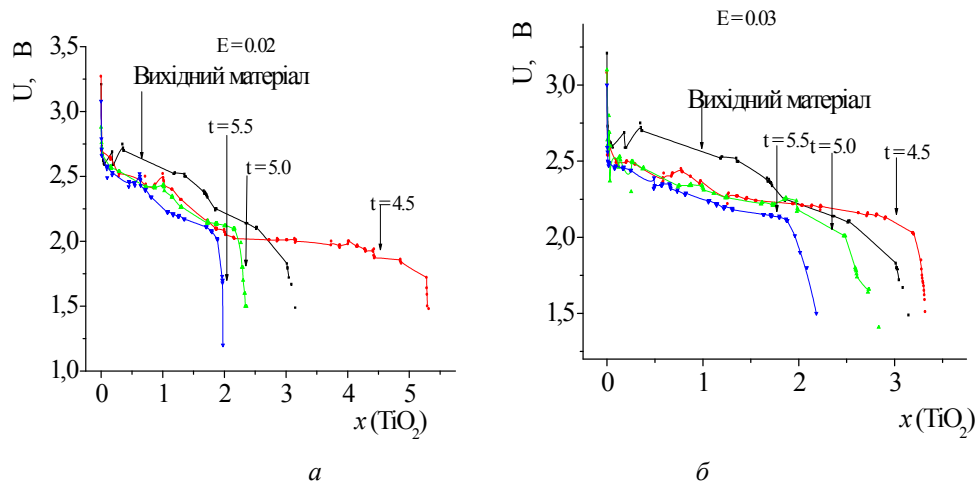 E = 0.02
U, В
3,5
3,0
2,5
2,0
1,5
1,0
Вихідний матеріал
t = 5.5
t = 5.0
t = 4.5
0 1 2 3 4 5
x (TiO2)
а
E = 0.03
U, В
3,0
2,5
2,0
1,5
Вихідний матеріал
t = 5.5
t = 5.0
t = 4.5
0 1 2 3
x (TiO2)
б